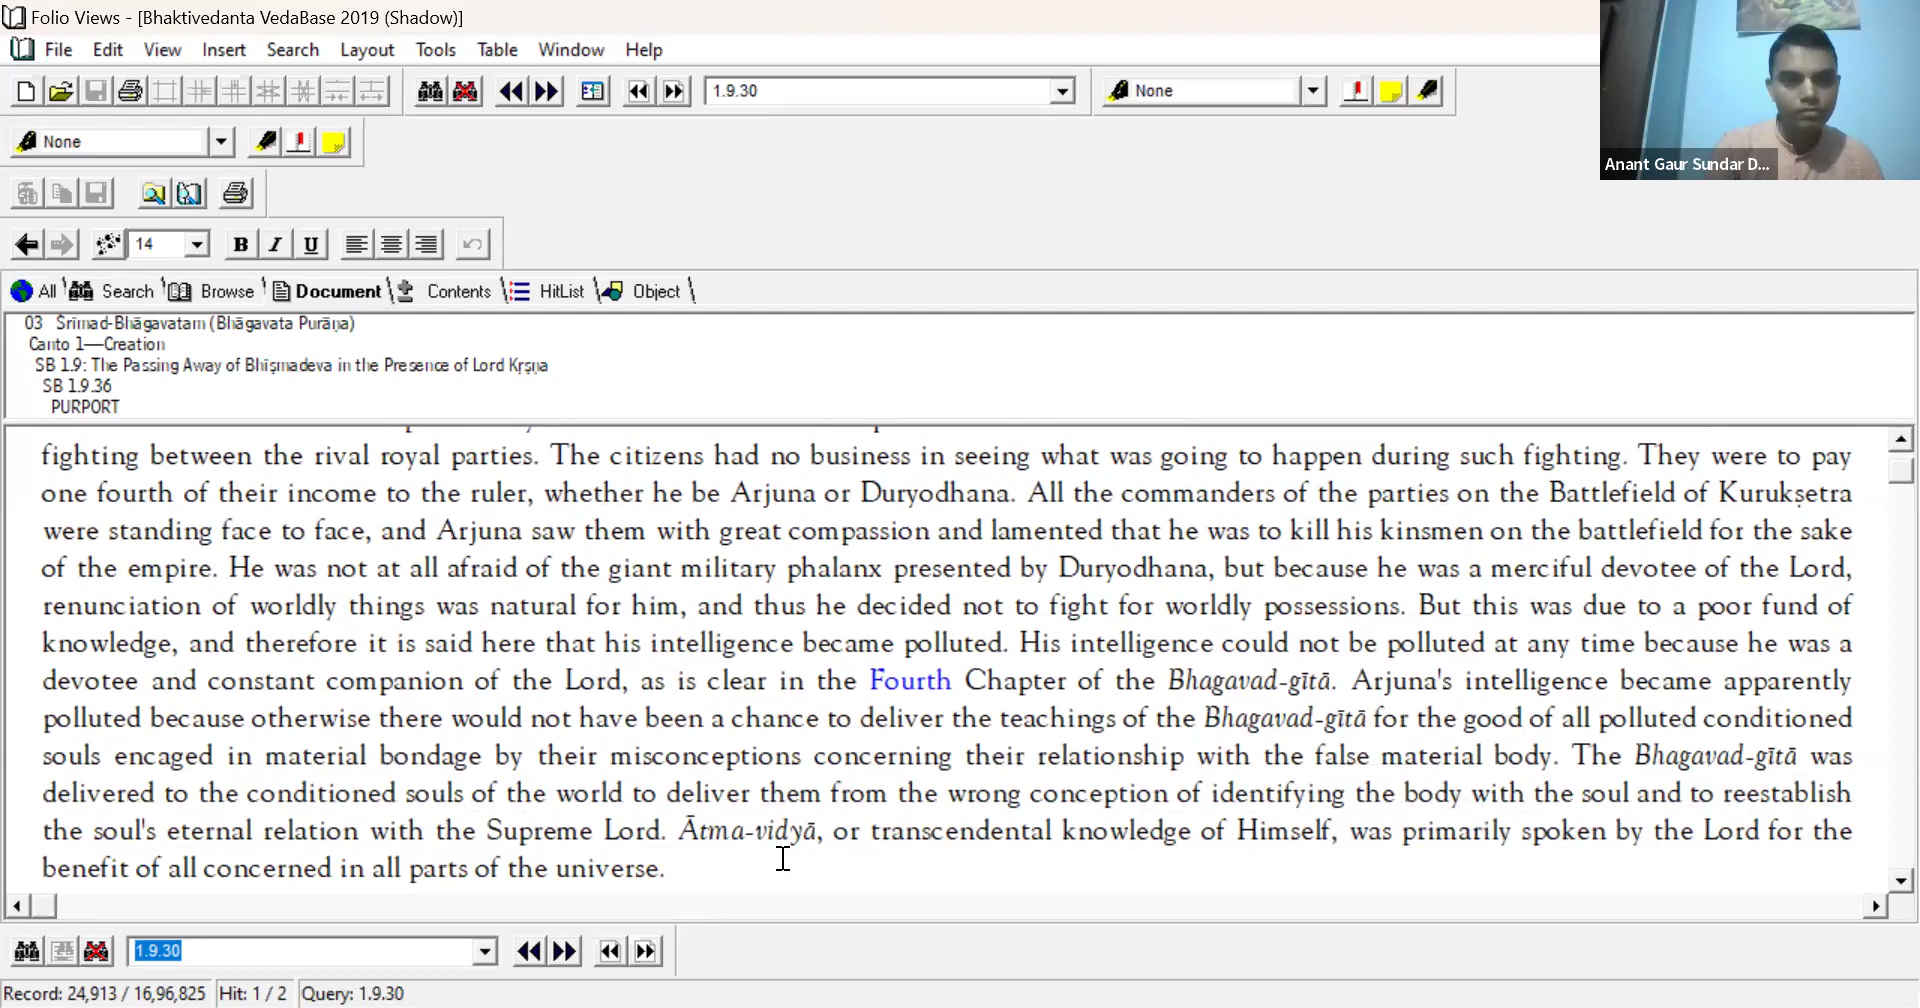 Folio Views - [Bhaktivedanta VedaBase 2019 (Shadow)]
File Edit View Insert Search Layout Tools Table Window Help
1.9.30 None
None
Anant Gaur Sundar D...
14 B I U
All Search Browse Document Contents HitList Object
03 Śrīmad-Bhāgavatam (Bhāgavata Purāṇa)
Canto 1—Creation
SB 1.9: The Passing Away of Bhīṣmadeva in the Presence of Lord Kṛṣṇa
SB 1.9.36
PURPORT
fighting between the rival royal parties. The citizens had no business in seeing what was going to happen during such fighting. They were to pay
one fourth of their income to the ruler, whether he be Arjuna or Duryodhana. All the commanders of the parties on the Battlefield of Kurukṣetra
were standing face to face, and Arjuna saw them with great compassion and lamented that he was to kill his kinsmen on the battlefield for the sake
of the empire. He was not at all afraid of the giant military phalanx presented by Duryodhana, but because he was a merciful devotee of the Lord,
renunciation of worldly things was natural for him, and thus he decided not to fight for worldly possessions. But this was due to a poor fund of
knowledge, and therefore it is said here that his intelligence became polluted. His intelligence could not be polluted at any time because he was a
devotee and constant companion of the Lord, as is clear in the Fourth Chapter of the Bhagavad-gītā. Arjuna's intelligence became apparently
polluted because otherwise there would not have been a chance to deliver the teachings of the Bhagavad-gītā for the good of all polluted conditioned
souls encaged in material bondage by their misconceptions concerning their relationship with the false material body. The Bhagavad-gītā was
delivered to the conditioned souls of the world to deliver them from the wrong conception of identifying the body with the soul and to reestablish
the soul's eternal relation with the Supreme Lord. Ātma-vidyā, or transcendental knowledge of Himself, was primarily spoken by the Lord for the
benefit of all concerned in all parts of the universe.
1.9.30
Record: 24,913 / 16,96,825 Hit: 1 / 2 Query: 1.9.30